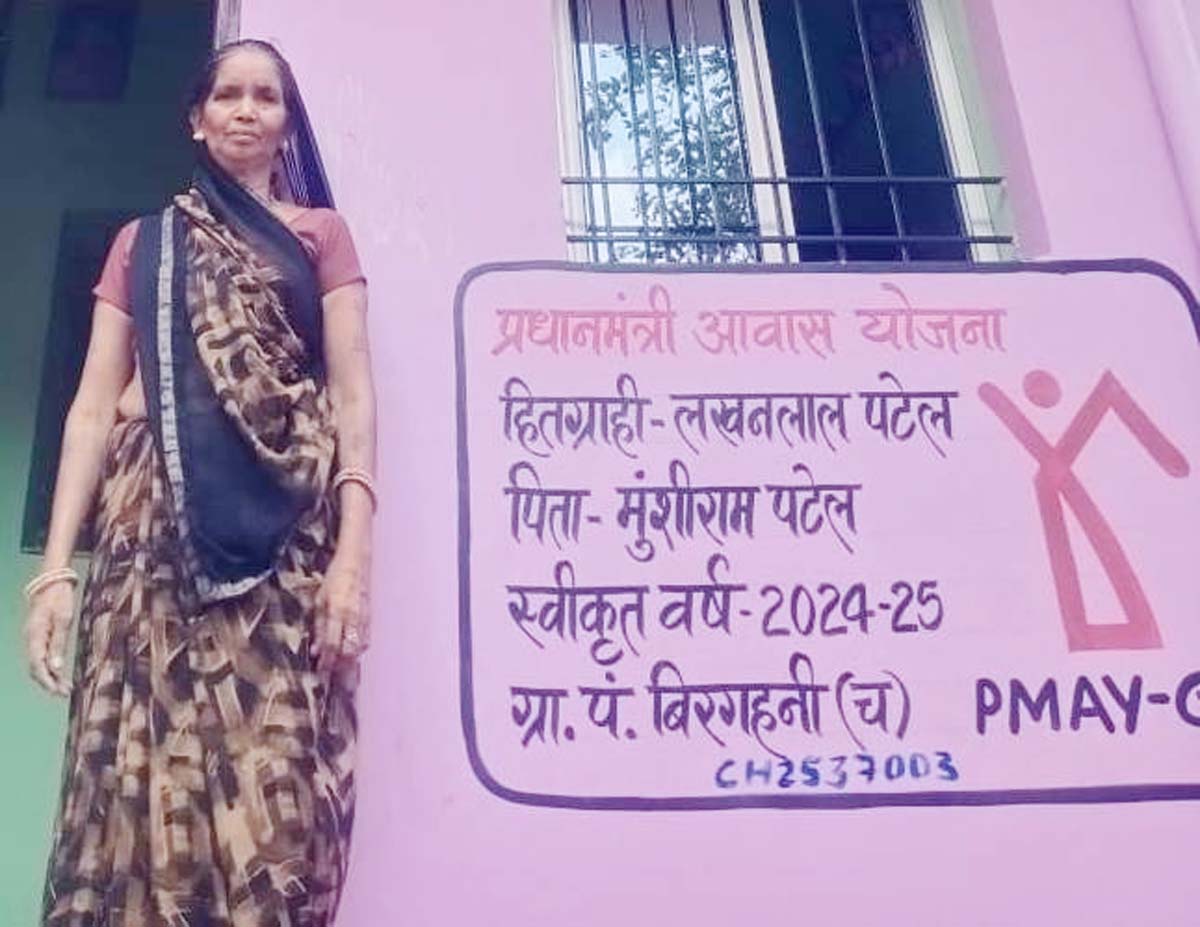 प्रधानमंत्री आवास योजना
हितग्राही-लखनलाल पटेल
पिता-मुंशीराम पटेल
स्वीकृत वर्ष-2024-25
ग्रा. पं. बिरगहनी (च)
PMAY-G
CH2537003